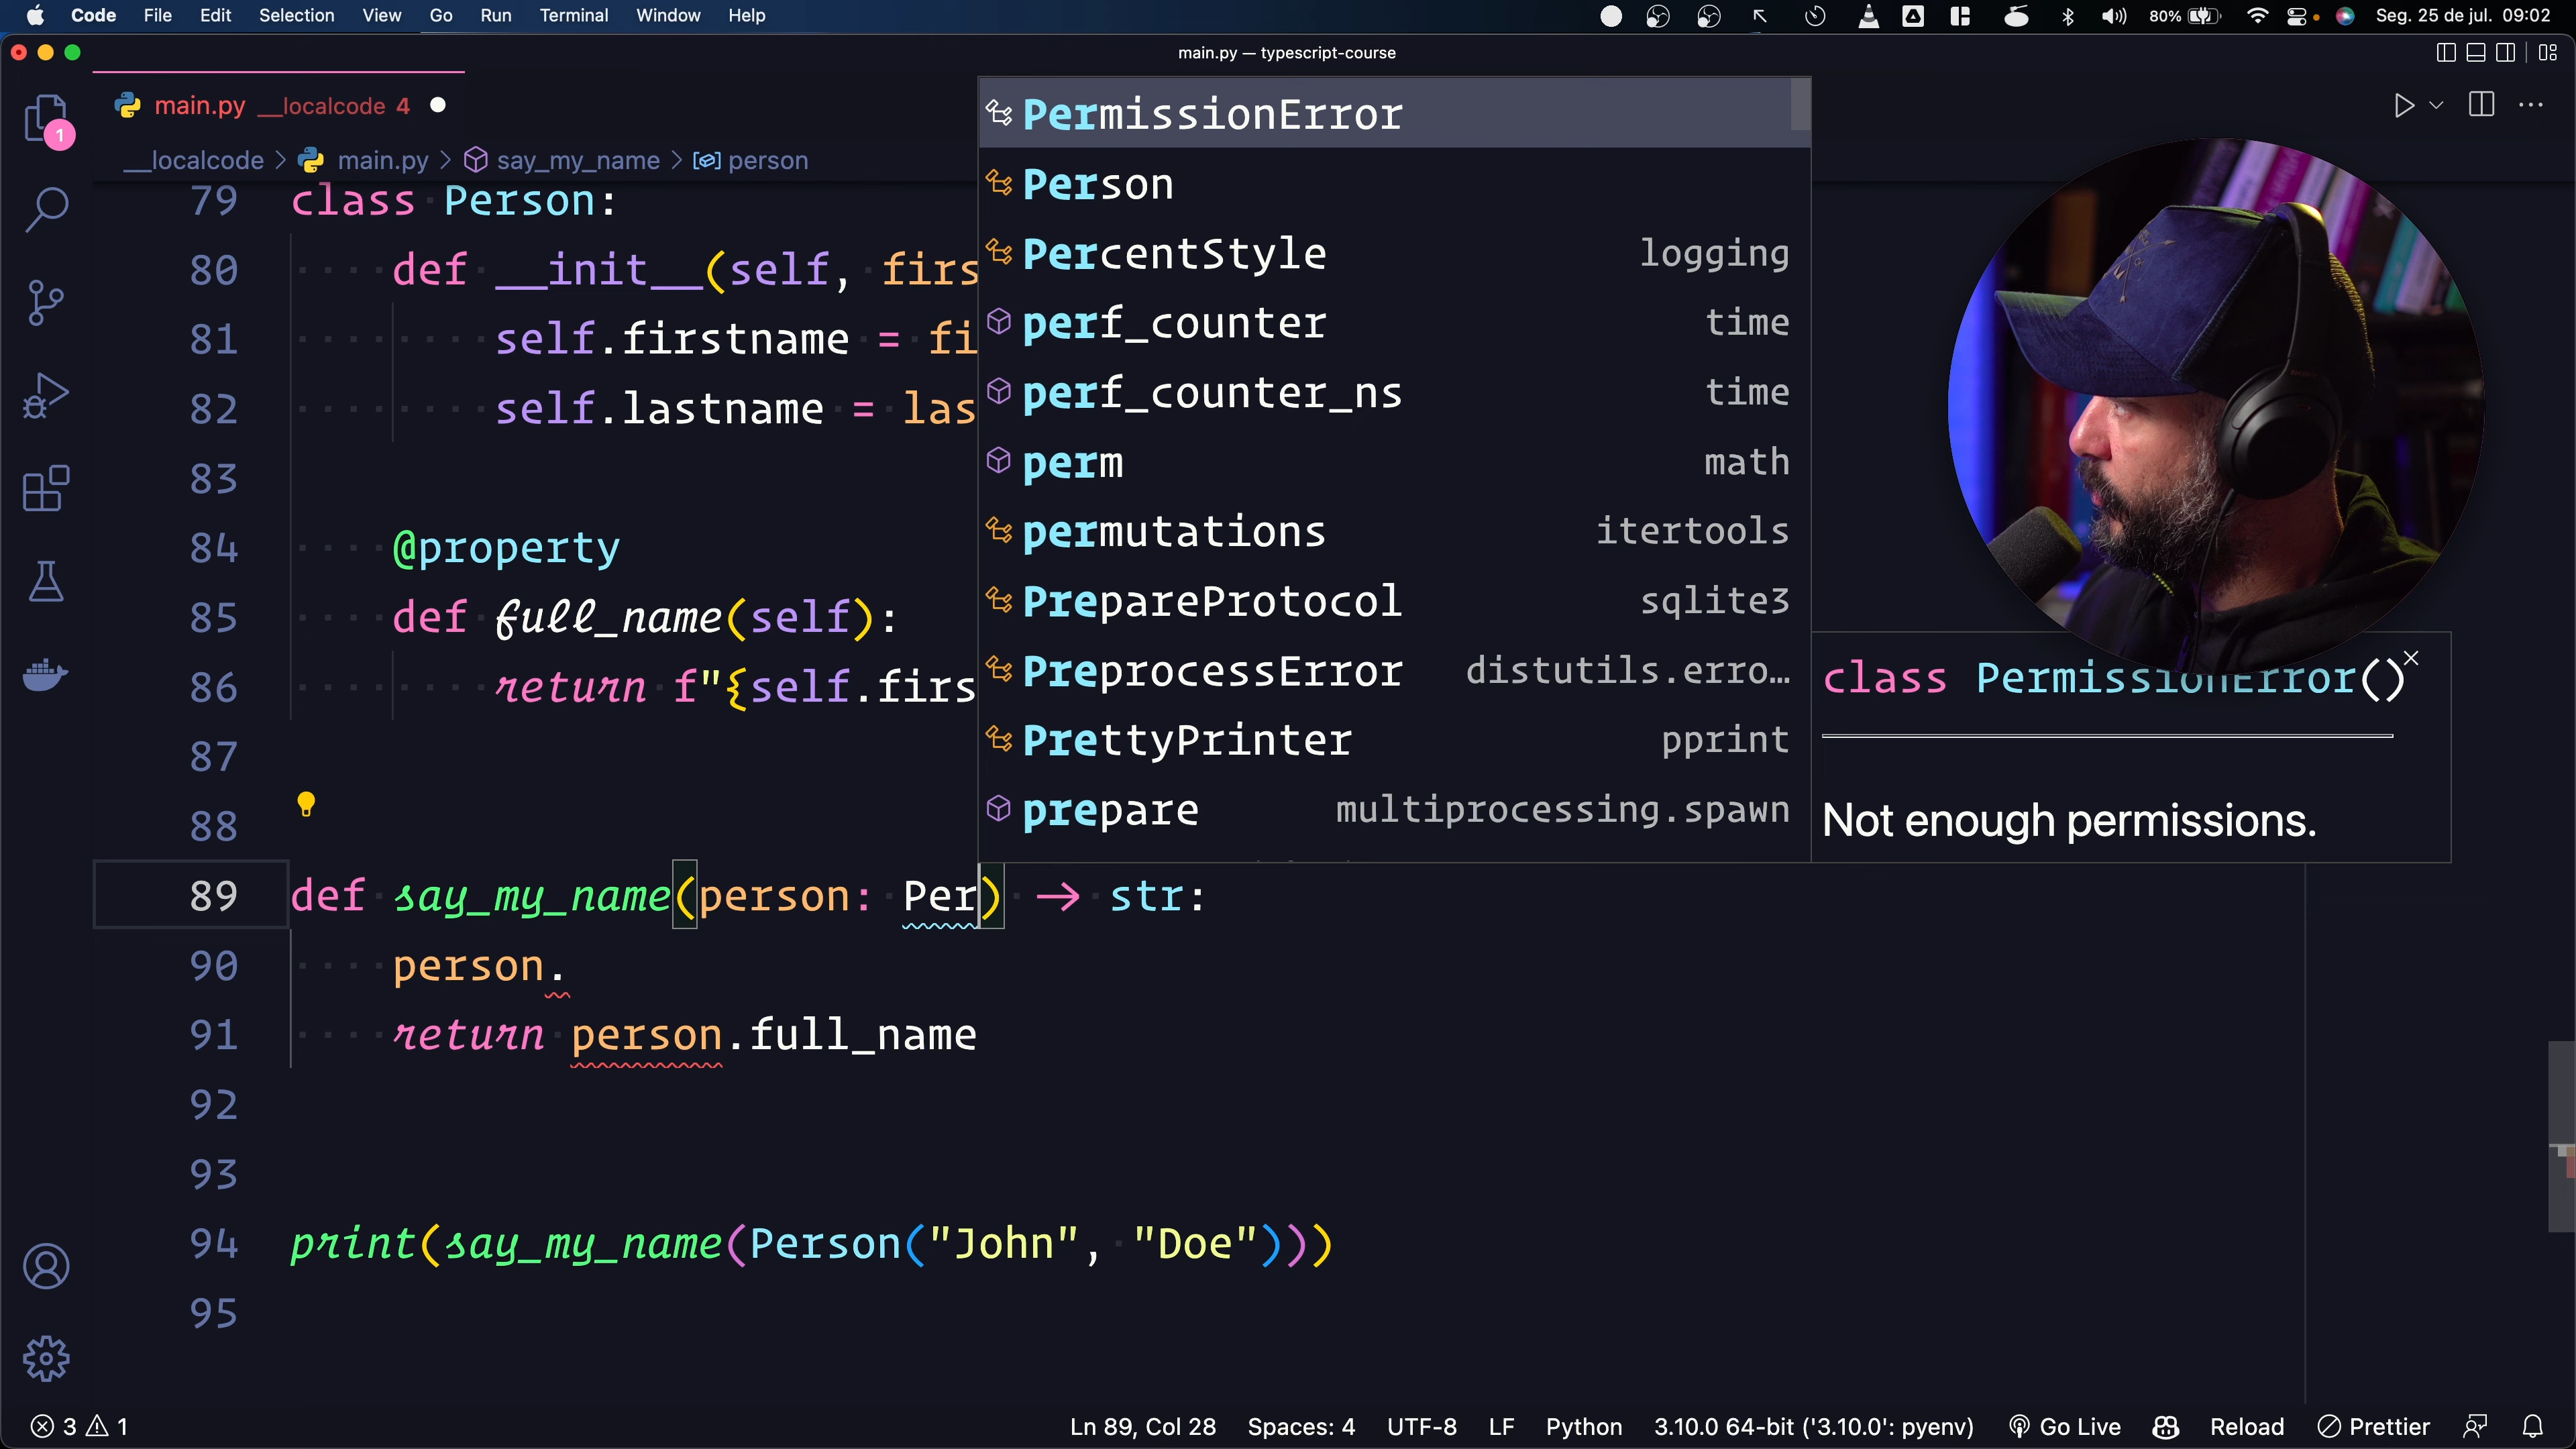 Code File Edit Selection View Go Run Terminal Window Help 80% Seg. 25 de jul. 09:02
main.py — typescript-course
main.py __localcode 4
1
__localcode > main.py > say_my_name > person
79 class Person:
80 def __init__(self, firs
81 self.firstname = fi
82 self.lastname = las
83
84 @property
85 def full_name(self):
86 return f"{self.firs
87
88
89 def say_my_name(person: Per) -> str:
90 person.
91 return person.full_name
92
93
94 print(say_my_name(Person("John", "Doe")))
95
PermissionError
Person
PercentStyle logging
perf_counter time
perf_counter_ns time
perm math
permutations itertools
PrepareProtocol sqlite3
PreprocessError distutils.erro…
PrettyPrinter pprint
prepare multiprocessing.spawn
class PermissionError()
Not enough permissions.
3 1 Ln 89, Col 28 Spaces: 4 UTF-8 LF Python 3.10.0 64-bit ('3.10.0': pyenv) Go Live Reload Prettier